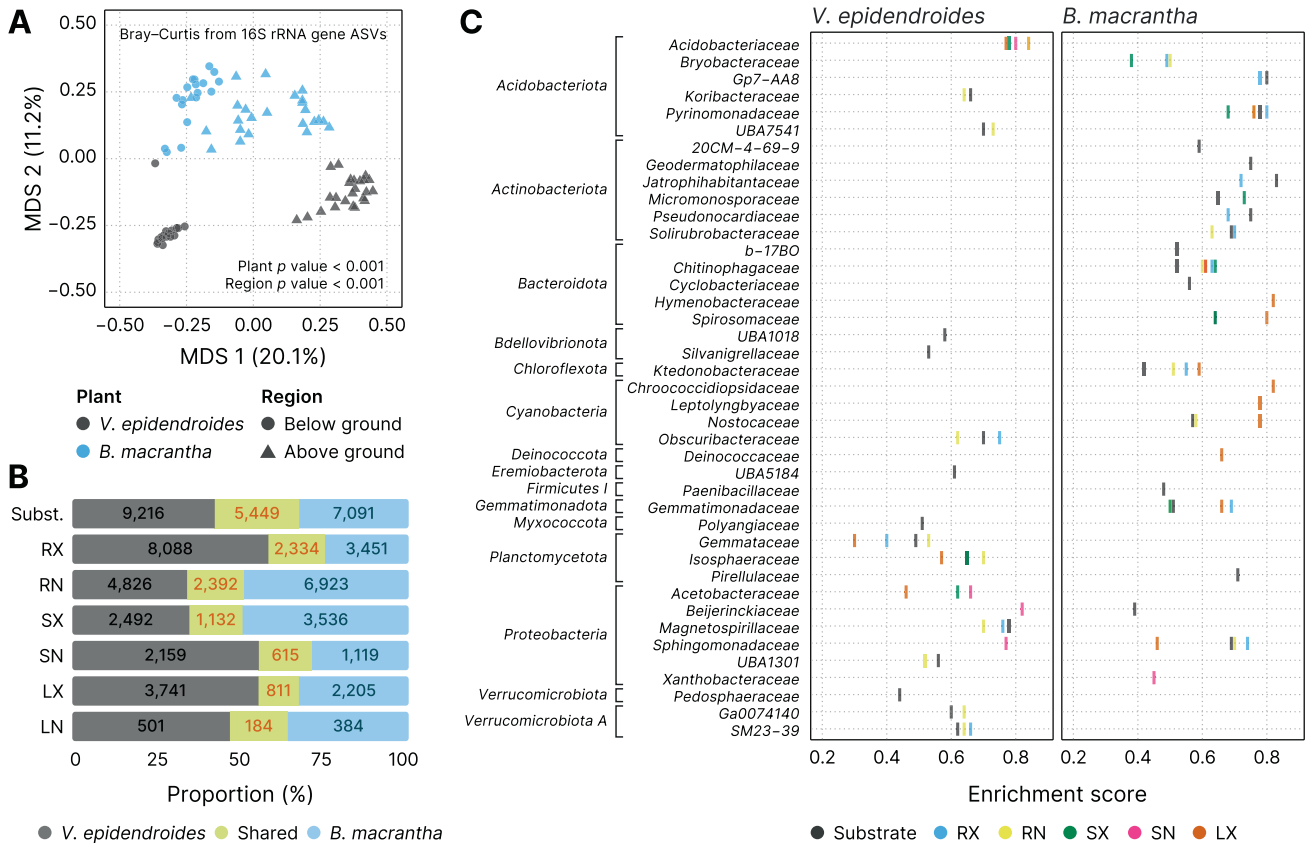 A
Bray–Curtis from 16S rRNA gene ASVs
0.50
0.25
0.00
−0.25
−0.50
MDS 2 (11.2%)
Plant p value < 0.001
Region p value < 0.001
−0.50 −0.25 0.00 0.25 0.50
MDS 1 (20.1%)
Plant
V. epidendroides
B. macrantha
Region
Below ground
Above ground
B
Subst. 9,216 5,449 7,091
RX 8,088 2,334 3,451
RN 4,826 2,392 6,923
SX 2,492 1,132 3,536
SN 2,159 615 1,119
LX 3,741 811 2,205
LN 501 184 384
0 25 50 75 100
Proportion (%)
V. epidendroides Shared B. macrantha
C
V. epidendroides B. macrantha
Acidobacteriota
Actinobacteriota
Bacteroidota
Bdellovibrionota
Chloroflexota
Cyanobacteria
Deinococcota
Eremiobacterota
Firmicutes I
Gemmatimonadota
Myxococcota
Planctomycetota
Proteobacteria
Verrucomicrobiota
Verrucomicrobiota A
Acidobacteriaceae
Bryobacteraceae
Gp7−AA8
Koribacteraceae
Pyrinomonadaceae
UBA7541
20CM−4−69−9
Geodermatophilaceae
Jatrophihabitantaceae
Micromonosporaceae
Pseudonocardiaceae
Solirubrobacteraceae
b−17BO
Chitinophagaceae
Cyclobacteriaceae
Hymenobacteraceae
Spirosomaceae
UBA1018
Silvanigrellaceae
Ktedonobacteraceae
Chroococcidiopsidaceae
Leptolyngbyaceae
Nostocaceae
Obscuribacteraceae
Deinococcaceae
UBA5184
Paenibacillaceae
Gemmatimonadaceae
Polyangiaceae
Gemmataceae
Isosphaeraceae
Pirellulaceae
Acetobacteraceae
Beijerinckiaceae
Magnetospirillaceae
Sphingomonadaceae
UBA1301
Xanthobacteraceae
Pedosphaeraceae
Ga0074140
SM23−39
0.2 0.4 0.6 0.8 0.2 0.4 0.6 0.8
Enrichment score
Substrate RX RN SX SN LX